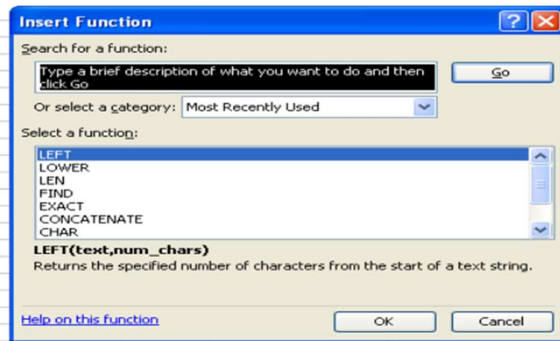 Insert Function
Search for a function:
Type a brief description of what you want to do and then
click Go
Go
Or select a category: Most Recently Used
Select a function:
LEFT
LOWER
LEN
FIND
EXACT
CONCATENATE
CHAR
LEFT(text,num_chars)
Returns the specified number of characters from the start of a text string.
Help on this function
OK
Cancel